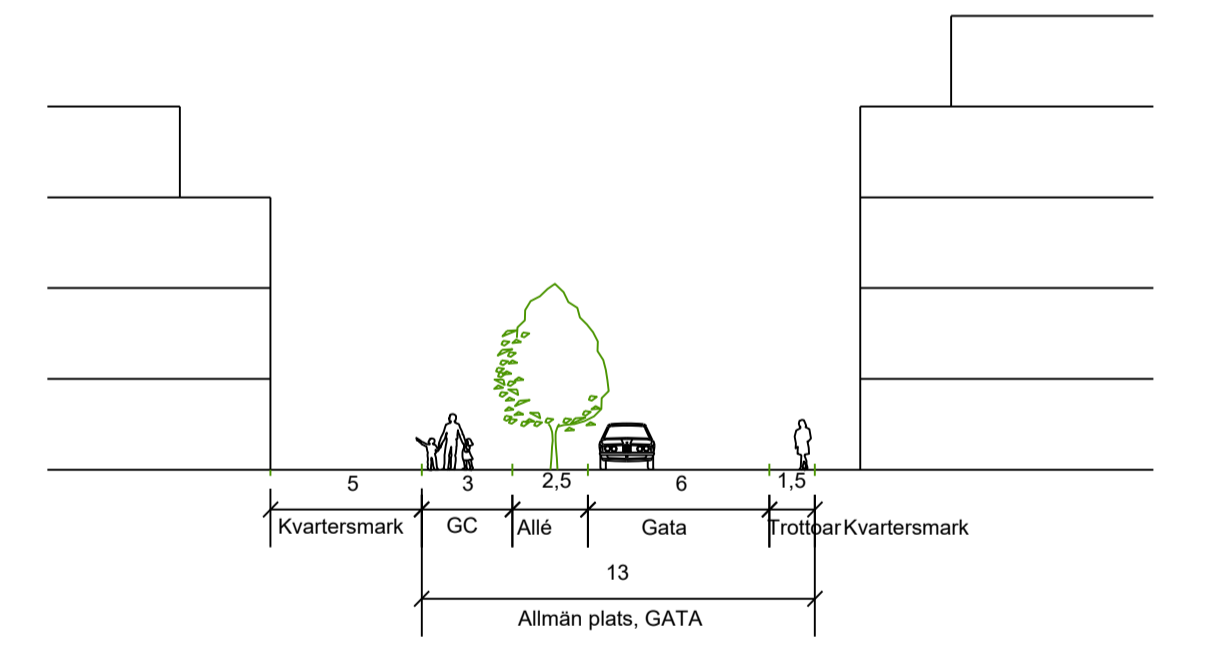 5 3 2,5 6 1,5
Kvartersmark GC Allé Gata Trottoar Kvartersmark
13
Allmän plats, GATA